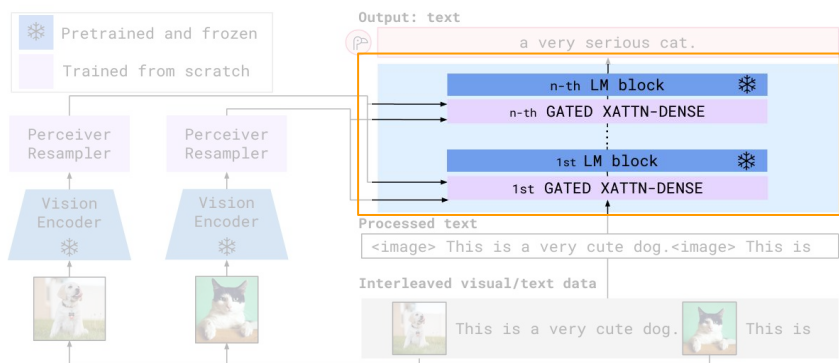 Output: text
Pretrained and frozen
Trained from scratch
a very serious cat.
n-th LM block
n-th GATED XATTN-DENSE
1st LM block
1st GATED XATTN-DENSE
Perceiver
Resampler
Perceiver
Resampler
Vision
Encoder
Vision
Encoder
Processed text
<image> This is a very cute dog.<image> This is
Interleaved visual/text data
This is a very cute dog.
This is